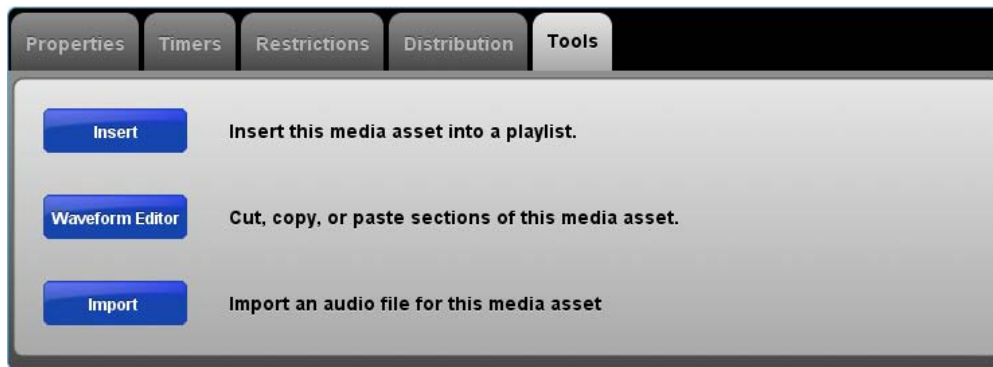 Properties Timers Restrictions Distribution Tools
Insert Insert this media asset into a playlist.
Waveform Editor Cut, copy, or paste sections of this media asset.
Import Import an audio file for this media asset